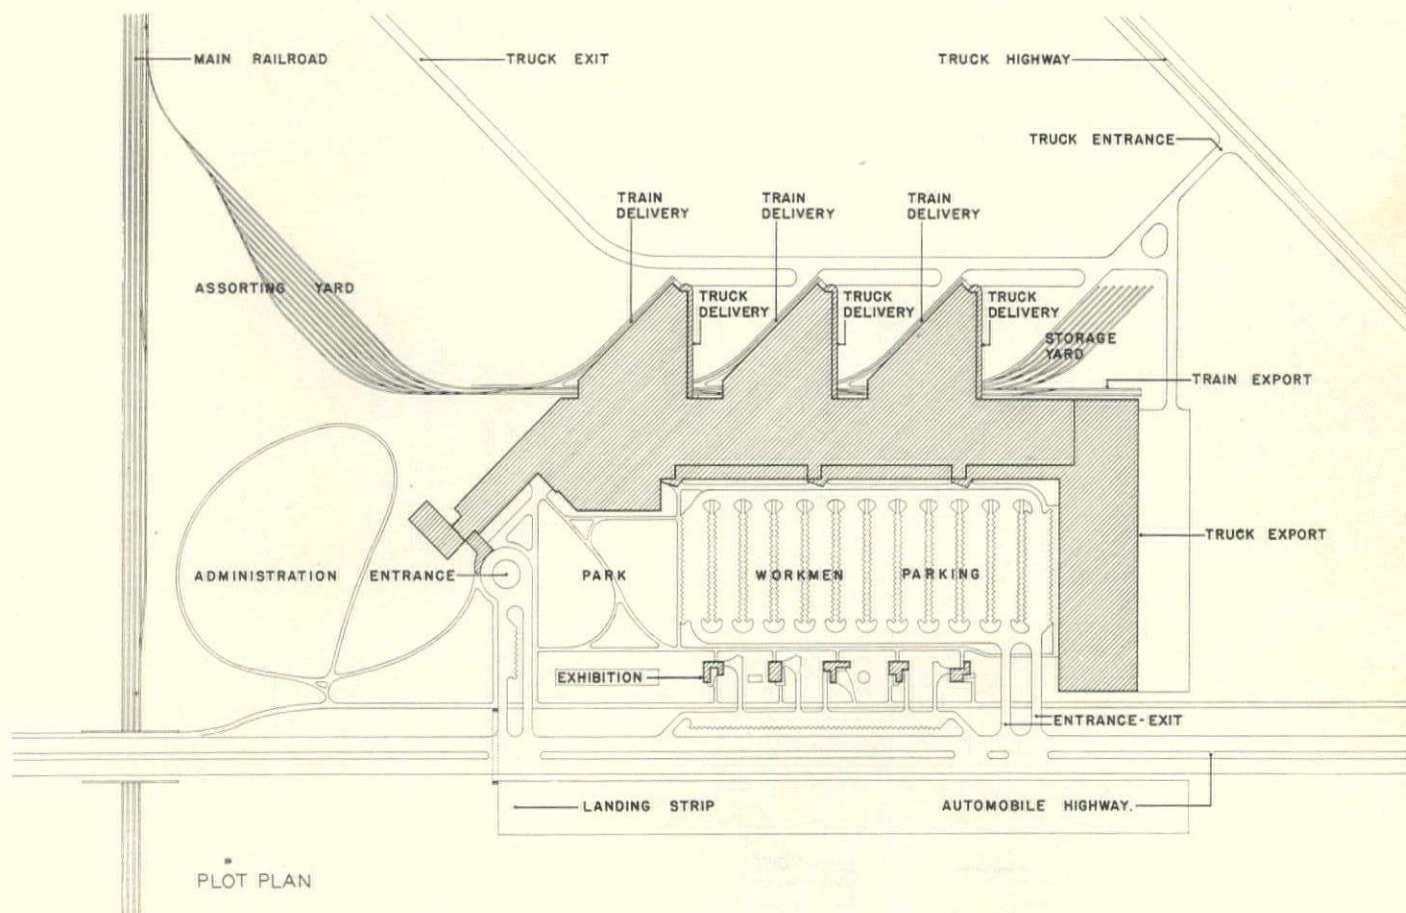 MAIN RAILROAD
TRUCK EXIT
TRUCK HIGHWAY
TRUCK ENTRANCE
TRAIN
DELIVERY
TRAIN
DELIVERY
TRAIN
DELIVERY
ASSORTING YARD
TRUCK
DELIVERY
TRUCK
DELIVERY
TRUCK
DELIVERY
STORAGE
YARD
TRAIN EXPORT
TRUCK EXPORT
ADMINISTRATION
ENTRANCE
PARK
WORKMEN PARKING
EXHIBITION
ENTRANCE-EXIT
LANDING STRIP
AUTOMOBILE HIGHWAY.
PLOT PLAN